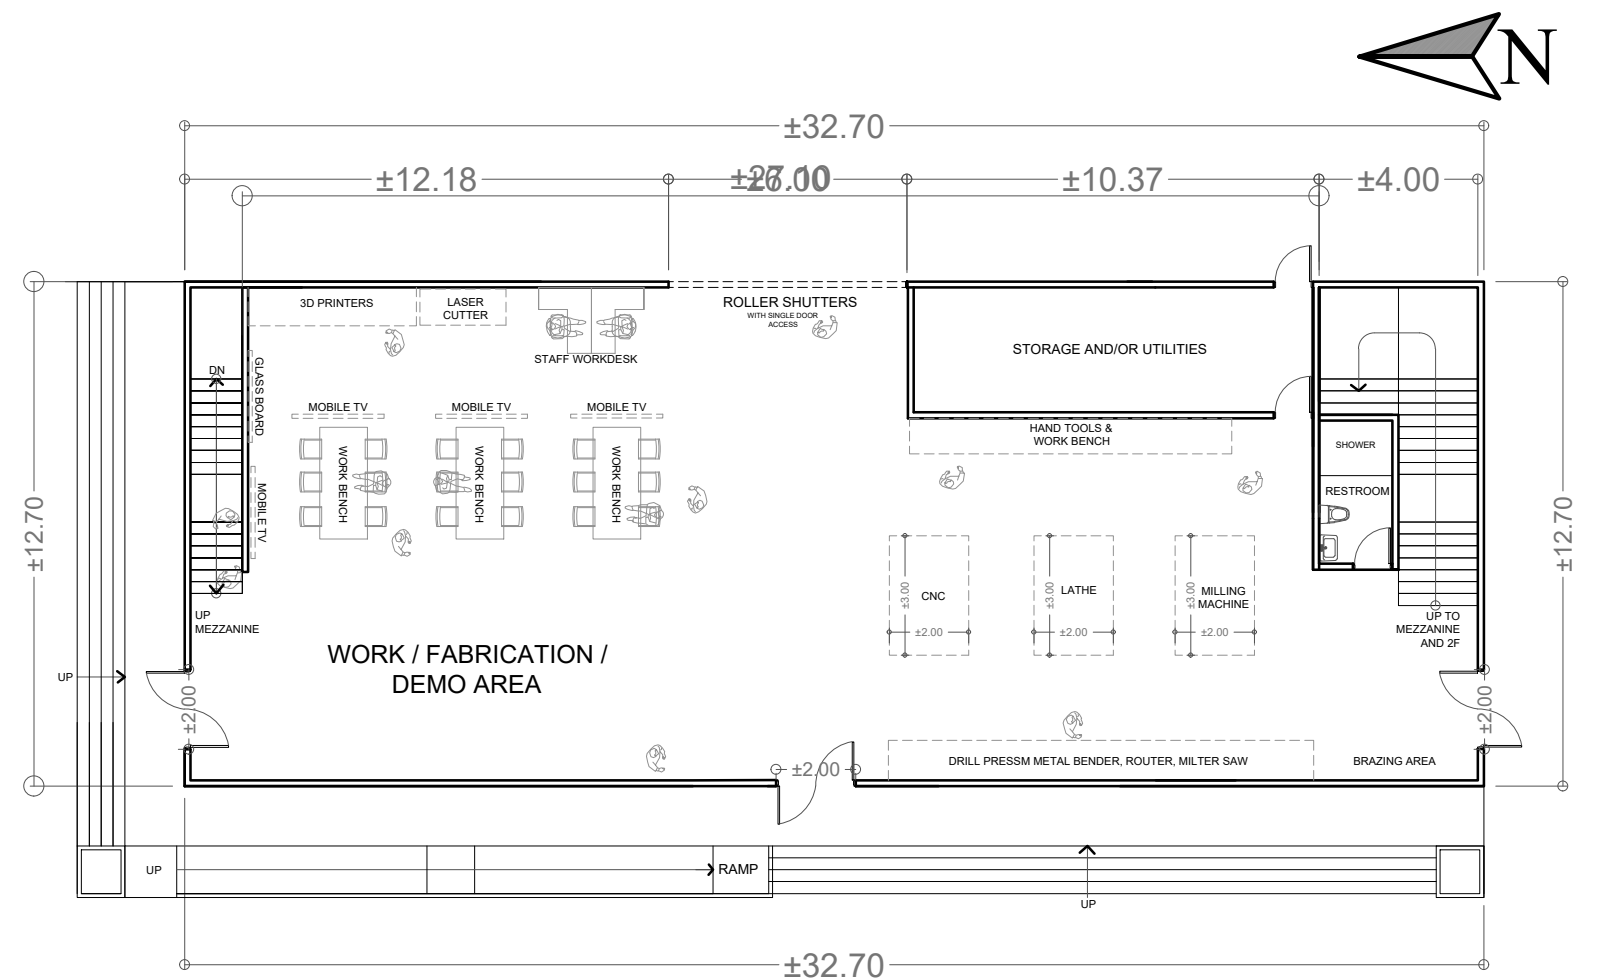 N
±32.70
±12.18
±27.10
±6.00
±10.37
±4.00
3D PRINTERS
LASER
CUTTER
ROLLER SHUTTERS
WITH SINGLE DOOR
ACCESS
STAFF WORKDESK
STORAGE AND/OR UTILITIES
DN
GLASS BOARD
MOBILE TV
MOBILE TV
MOBILE TV
MOBILE TV
WORK BENCH
WORK BENCH
WORK BENCH
HAND TOOLS &
WORK BENCH
SHOWER
RESTROOM
±12.70
±12.70
CNC
±3.00
±2.00
LATHE
±3.00
±2.00
MILLING
MACHINE
±3.00
±2.00
UP
MEZZANINE
UP TO
MEZZANINE
AND 2F
WORK / FABRICATION /
DEMO AREA
UP
±2.00
±2.00
±2.00
DRILL PRESSM METAL BENDER, ROUTER, MILTER SAW
BRAZING AREA
UP
RAMP
UP
±32.70